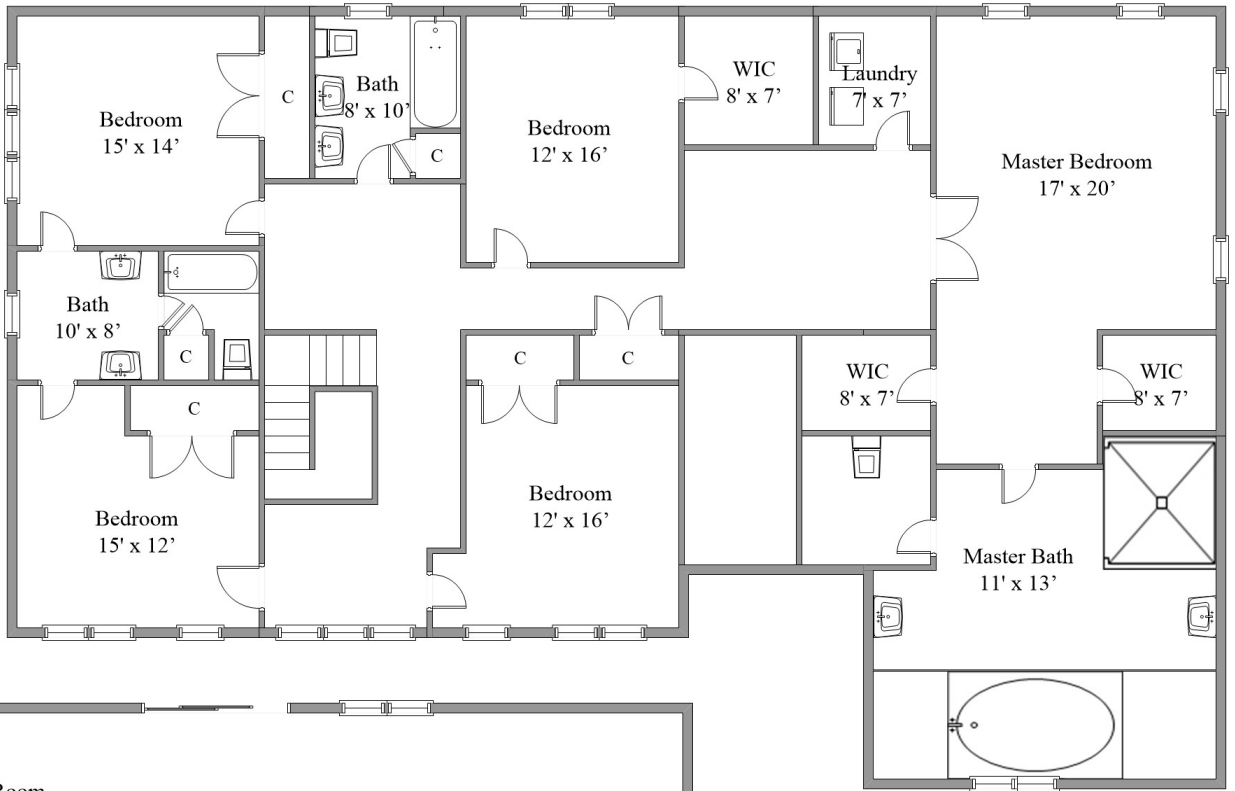 Bedroom
15' x 14’
C
Bath
8' x 10’
C
Bedroom
12' x 16’
WIC
8' x 7’
Laundry
7' x 7’
Master Bedroom
17' x 20’
Bath
10' x 8’
C
C
Bedroom
15' x 12’
C
C
Bedroom
12' x 16’
WIC
8' x 7’
WIC
8' x 7’
Master Bath
11' x 13’
Room